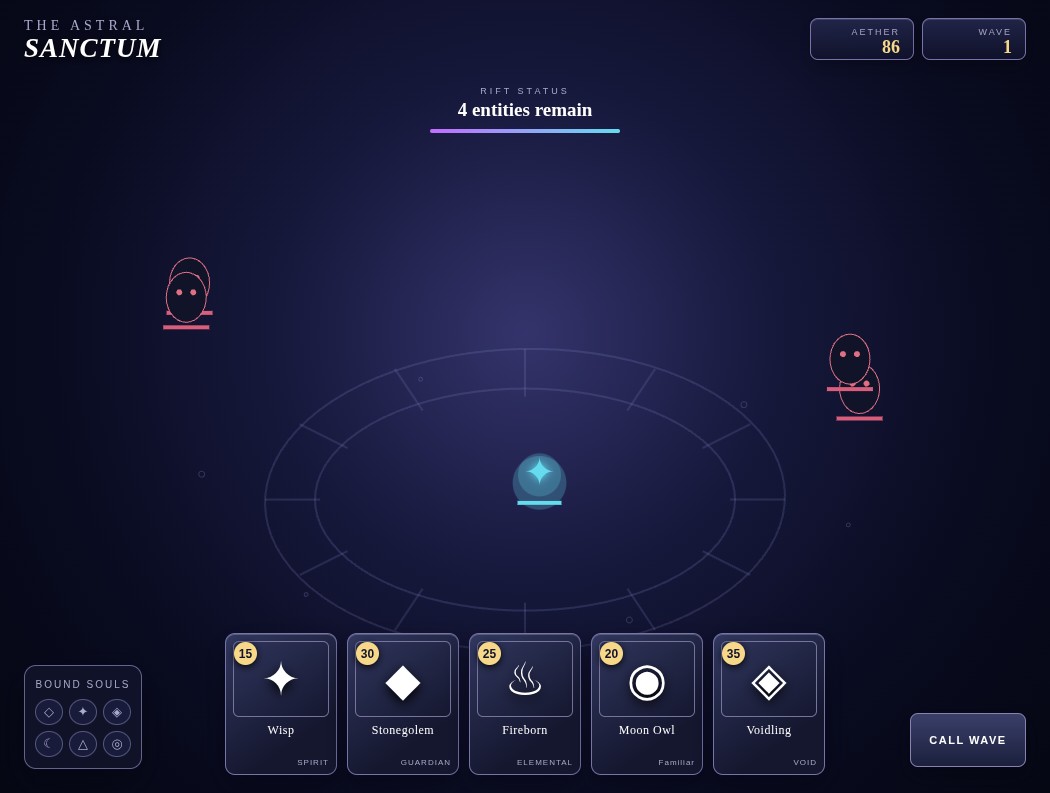 THE ASTRAL
SANCTUM
AETHER
86
WAVE
1
RIFT STATUS
4 entities remain
15
Wisp
SPIRIT
30
Stonegolem
GUARDIAN
25
Fireborn
ELEMENTAL
20
Moon Owl
Familiar
35
Voidling
VOID
BOUND SOULS
CALL WAVE